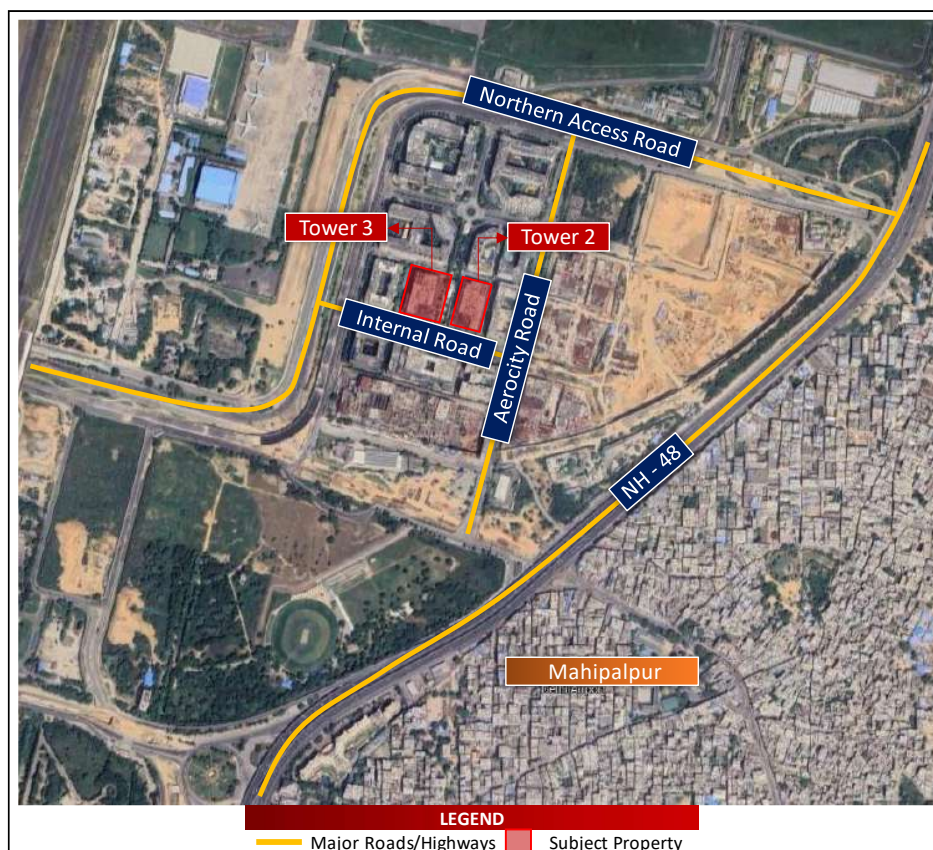 Northern Access Road
Tower 3
Tower 2
Internal Road
Aerocity Road
NH - 48
Mahipalpur
LEGEND
Major Roads/Highways
Subject Property